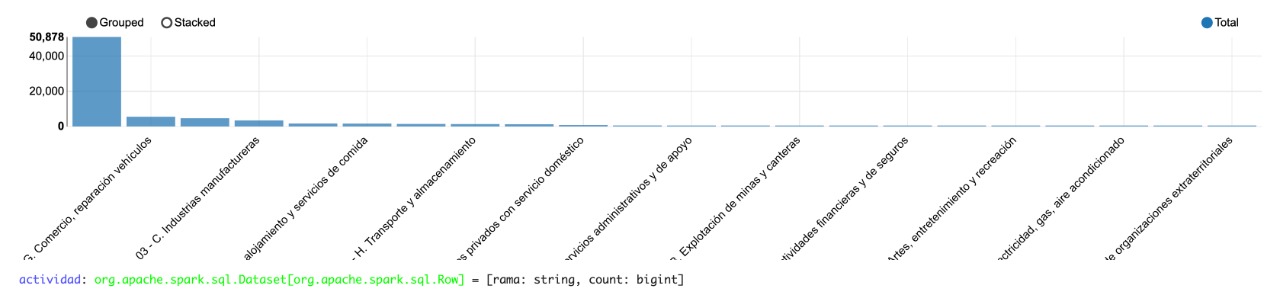 Grouped Stacked Total
50,878
40,000
20,000
0
G. Comercio, reparación vehículos
03 - C. Industrias manufactureras
alojamiento y servicios de comida
- H. Transporte y almacenamiento
privados con servicio doméstico
administrativos y de apoyo
Explotación de minas y canteras
financieras y de seguros
Artes, entretenimiento y recreación
gas, aire acondicionado
de organizaciones extraterritoriales
actividad: org.apache.spark.sql.Dataset[org.apache.spark.sql.Row] = [rama: string, count: bigint]